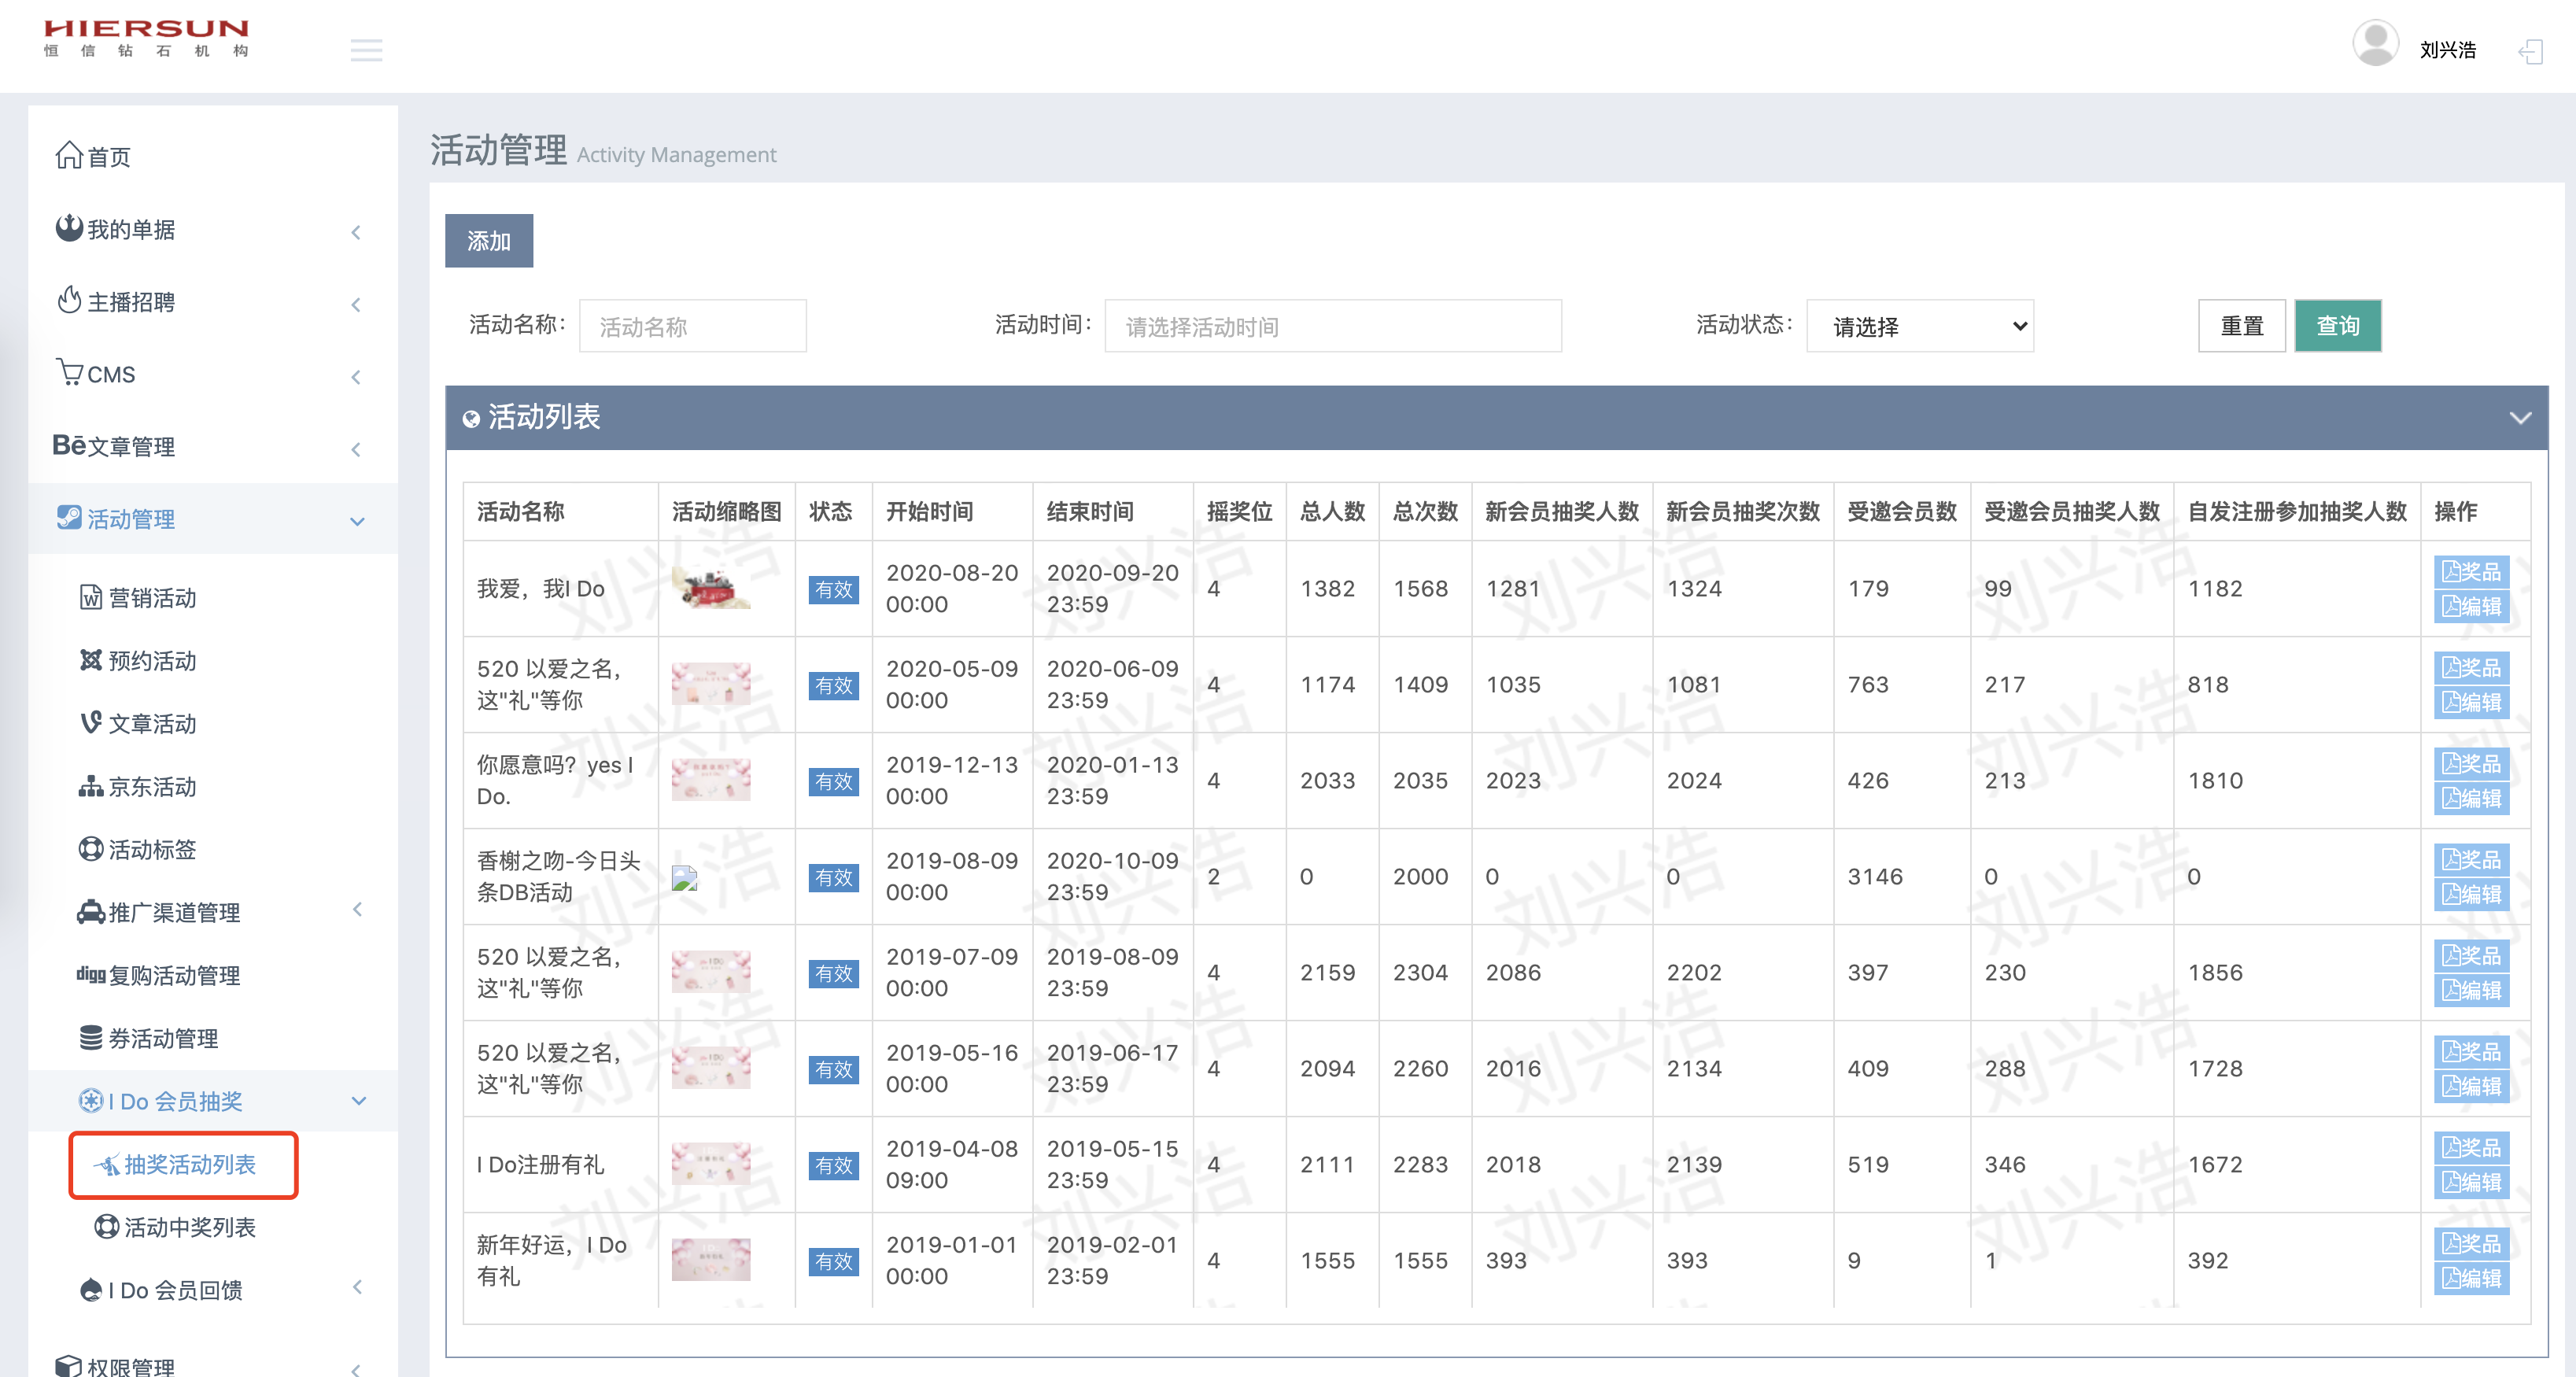 HIERSUN
恒信钻石机构
刘兴浩
首页
我的单据
主播招聘
CMS
Bē文章管理
活动管理
营销活动
预约活动
文章活动
京东活动
活动标签
推广渠道管理
digg复购活动管理
券活动管理
I Do 会员抽奖
抽奖活动列表
活动中奖列表
I Do 会员回馈
权限管理
活动管理 Activity Management
添加
活动名称: 活动名称 活动时间: 请选择活动时间 活动状态: 请选择 重置 查询
活动列表
活动名称 活动缩略图 状态 开始时间 结束时间 摇奖位 总人数 总次数 新会员抽奖人数 新会员抽奖次数 受邀会员数 受邀会员抽奖人数 自发注册参加抽奖人数 操作
我爱，我I Do 有效 2020-08-20 00:00 2020-09-20 23:59 4 1382 1568 1281 1324 179 99 1182 奖品 编辑
520 以爱之名，这"礼"等你 有效 2020-05-09 00:00 2020-06-09 23:59 4 1174 1409 1035 1081 763 217 818 奖品 编辑
你愿意吗？yes I Do. 有效 2019-12-13 00:00 2020-01-13 23:59 4 2033 2035 2023 2024 426 213 1810 奖品 编辑
香榭之吻-今日头条DB活动 有效 2019-08-09 00:00 2020-10-09 23:59 2 0 2000 0 0 3146 0 0 奖品 编辑
520 以爱之名，这"礼"等你 有效 2019-07-09 00:00 2019-08-09 23:59 4 2159 2304 2086 2202 397 230 1856 奖品 编辑
520 以爱之名，这"礼"等你 有效 2019-05-16 00:00 2019-06-17 23:59 4 2094 2260 2016 2134 409 288 1728 奖品 编辑
I Do注册有礼 有效 2019-04-08 09:00 2019-05-15 23:59 4 2111 2283 2018 2139 519 346 1672 奖品 编辑
新年好运，I Do有礼 有效 2019-01-01 00:00 2019-02-01 23:59 4 1555 1555 393 393 9 1 392 奖品 编辑